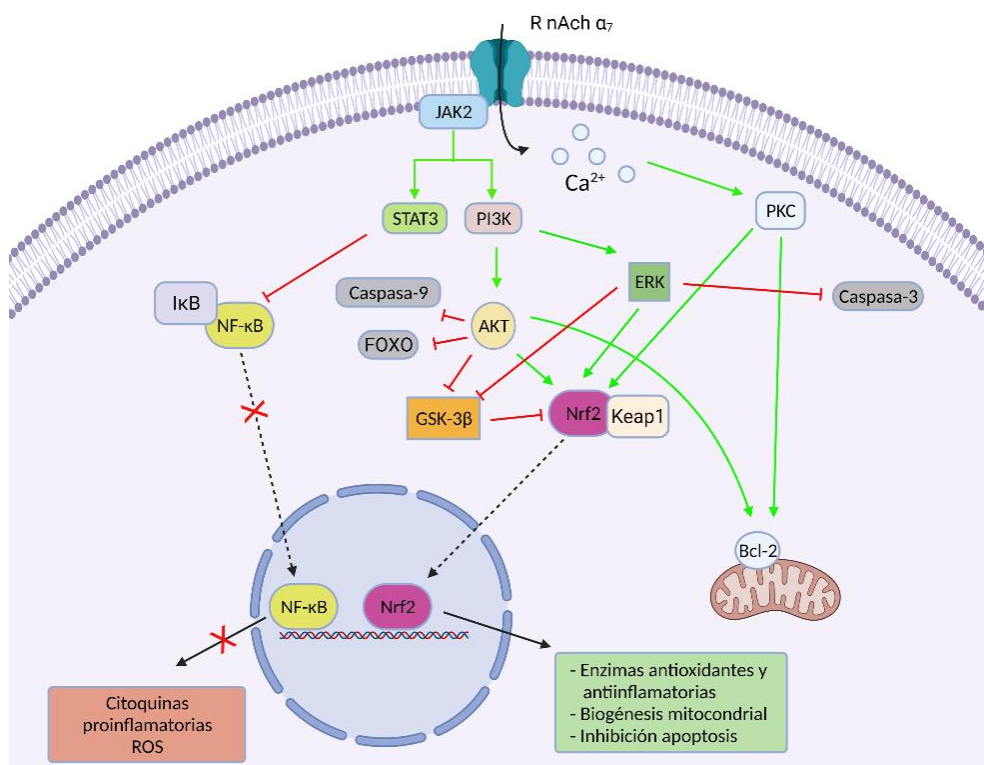 R nAch α₇
JAK2
Ca²⁺
STAT3
PI3K
PKC
IκB
NF-κB
Caspasa-9
ERK
Caspasa-3
AKT
FOXO
GSK-3β
Nrf2
Keap1
Bcl-2
NF-κB
Nrf2
Citoquinas
proinflamatorias
ROS
- Enzimas antioxidantes y
antiinflamatorias
- Biogénesis mitocondrial
- Inhibición apoptosis